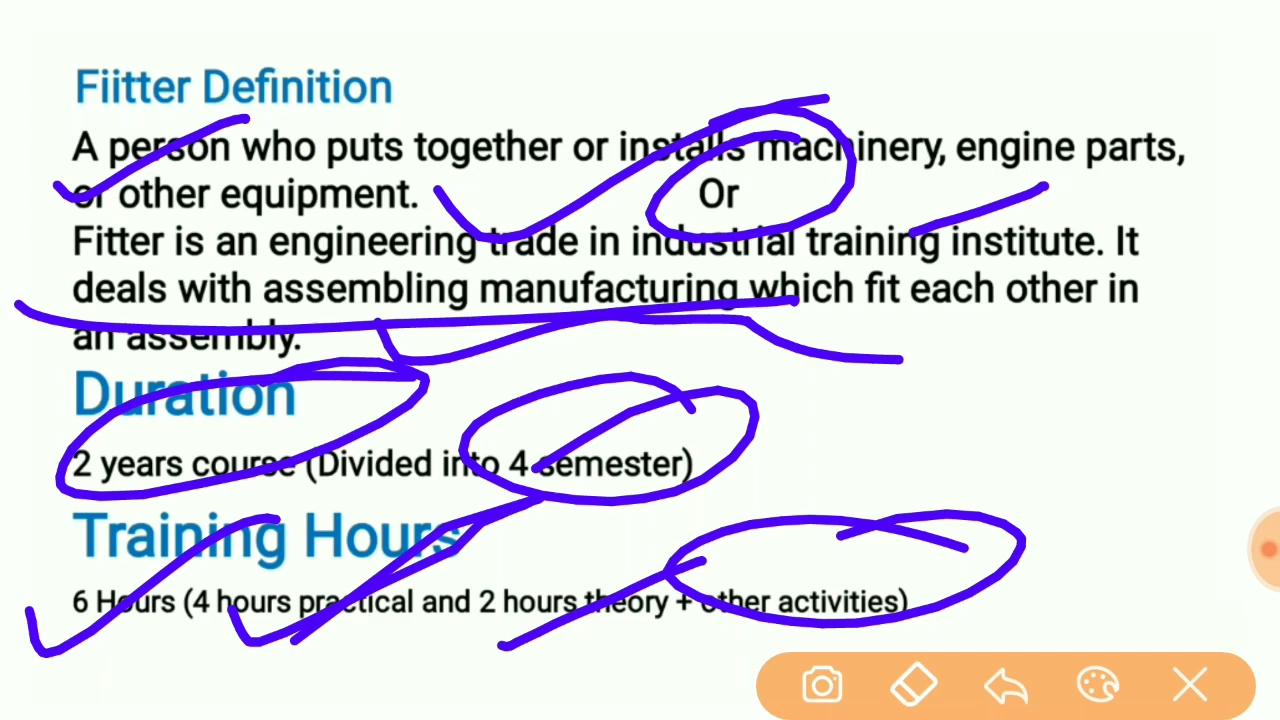 Fiitter Definition
A person who puts together or installs machinery, engine parts,
or other equipment. Or
Fitter is an engineering trade in industrial training institute. It
deals with assembling manufacturing which fit each other in
an assembly.
Duration
2 years course (Divided into 4 semester)
Training Hours
6 Hours (4 hours practical and 2 hours theory + other activities)